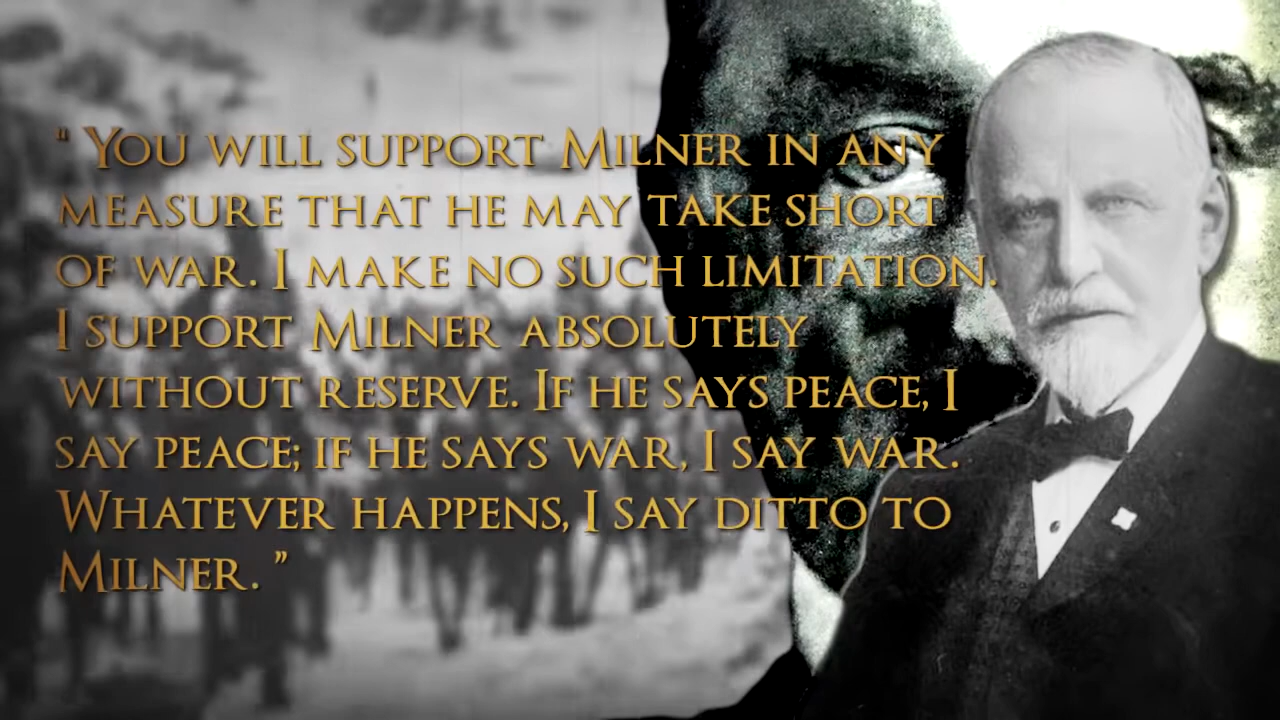 " You will support Milner in any
measure that he may take short
of war. I make no such limitation.
I support Milner absolutely
without reserve. If he says peace, I
say peace; if he says war, I say war.
Whatever happens, I say ditto to
Milner. ”